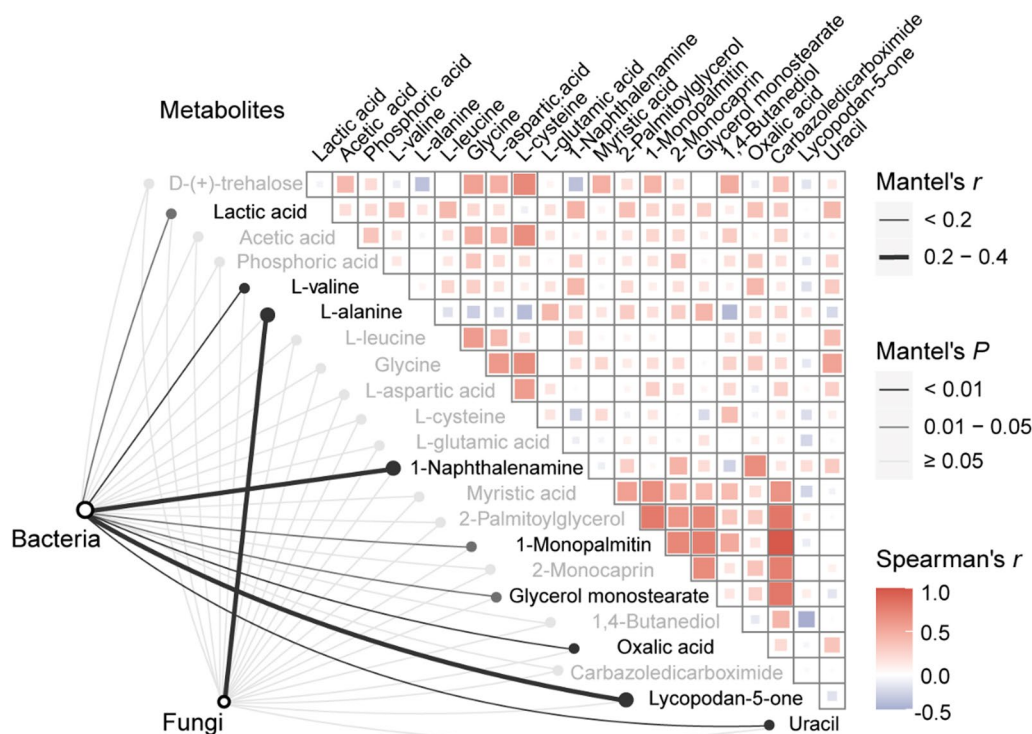 Metabolites
Lactic acid
Acetic acid
Phosphoric acid
L-valine
L-alanine
L-leucine
Glycine
L-aspartic acid
L-cysteine
L-glutamic acid
1-Naphthalenamine
Myristic acid
2-Palmitoylglycerol
1-Monopalmitin
2-Monocaprin
Glycerol monostearate
1,4-Butanediol
Oxalic acid
Carbazoledicarboximide
Lycopodan-5-one
Uracil
D-(+)-trehalose
Lactic acid
Acetic acid
Phosphoric acid
L-valine
L-alanine
L-leucine
Glycine
L-aspartic acid
L-cysteine
L-glutamic acid
1-Naphthalenamine
Myristic acid
2-Palmitoylglycerol
1-Monopalmitin
2-Monocaprin
Glycerol monostearate
1,4-Butanediol
Oxalic acid
Carbazoledicarboximide
Lycopodan-5-one
Uracil
Bacteria
Fungi
Mantel's r
< 0.2
0.2 – 0.4
Mantel's P
< 0.01
0.01 – 0.05
≥ 0.05
Spearman's r
1.0
0.5
0.0
-0.5